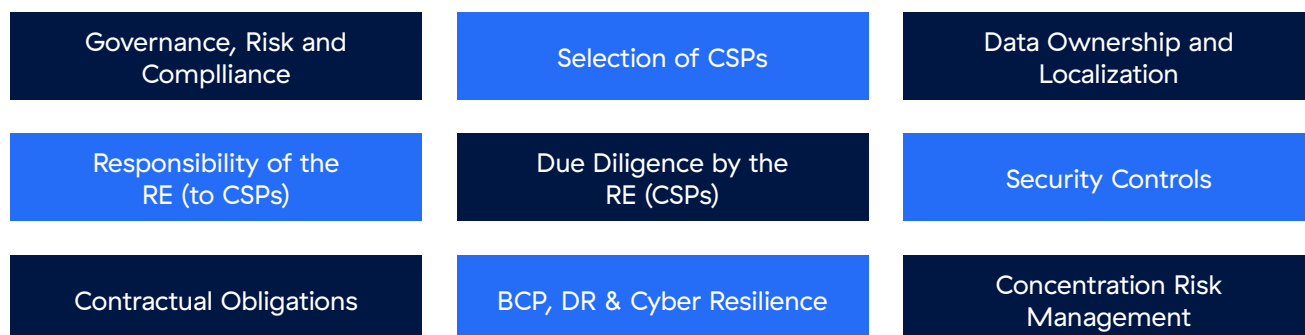 Governance, Risk and
Complliance
Selection of CSPs
Data Ownership and
Localization
Responsibility of the
RE (to CSPs)
Due Diligence by the
RE (CSPs)
Security Controls
Contractual Obligations
BCP, DR & Cyber Resilience
Concentration Risk
Management